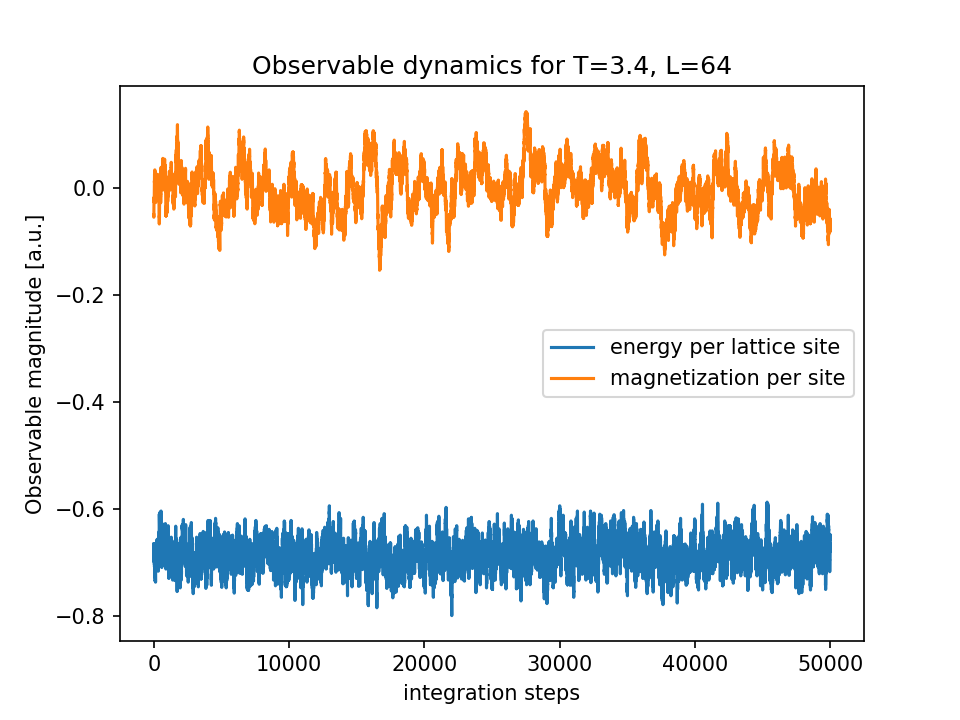 Observable dynamics for T=3.4, L=64
Observable magnitude [a.u.]
0.0
−0.2
−0.4
−0.6
−0.8
energy per lattice site
magnetization per site
0 10000 20000 30000 40000 50000
integration steps